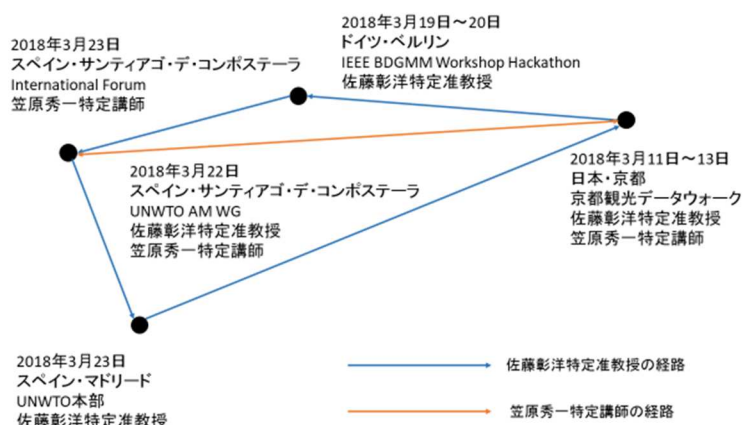 2018年3月23日
スペイン・サンティアゴ・デ・コンポステーラ
International Forum
笠原秀一特定講師
2018年3月19日～20日
ドイツ・ベルリン
IEEE BDGMM Workshop Hackathon
佐藤彰洋特定准教授
2018年3月22日
スペイン・サンティアゴ・デ・コンポステーラ
UNWTO AM WG
佐藤彰洋特定准教授
笠原秀一特定講師
2018年3月11日～13日
日本・京都
京都観光データウォーク
佐藤彰洋特定准教授
笠原秀一特定講師
2018年3月23日
スペイン・マドリード
UNWTO本部
佐藤彰洋特定准教授
佐藤彰洋特定准教授の経路
笠原秀一特定講師の経路